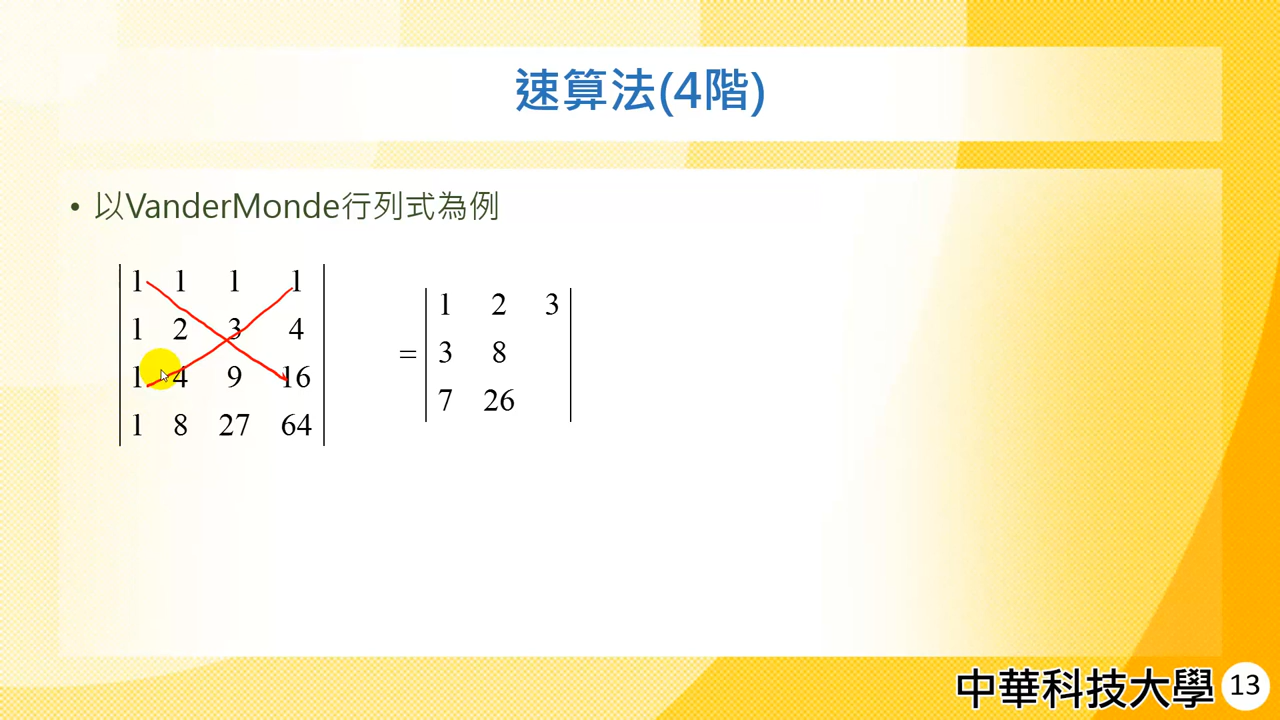 速算法(4階)
• 以VanderMonde行列式為例
1 1 1 1
1 2 3 4
1 4 9 16
1 8 27 64
=
1 2 3
3 8
7 26
中華科技大學 13